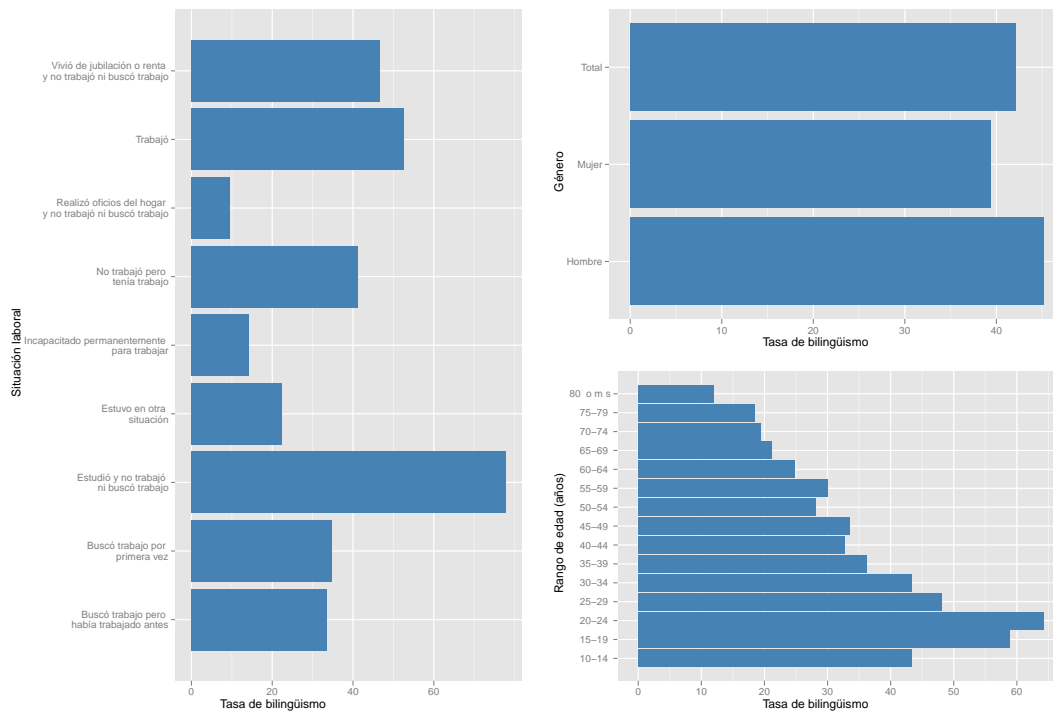 Situación laboral
Vivió de jubilación o renta
y no trabajó ni buscó trabajo
Trabajó
Realizó oficios del hogar
y no trabajó ni buscó trabajo
No trabajó pero
tenía trabajo
Incapacitado permanentemente
para trabajar
Estuvo en otra
situación
Estudió y no trabajó
ni buscó trabajo
Buscó trabajo por
primera vez
Buscó trabajo pero
había trabajado antes
0 20 40 60
Tasa de bilingüismo
Género
Total
Mujer
Hombre
0 10 20 30 40
Tasa de bilingüismo
Rango de edad (años)
80 o m s
75–79
70–74
65–69
60–64
55–59
50–54
45–49
40–44
35–39
30–34
25–29
20–24
15–19
10–14
0 10 20 30 40 50 60
Tasa de bilingüismo